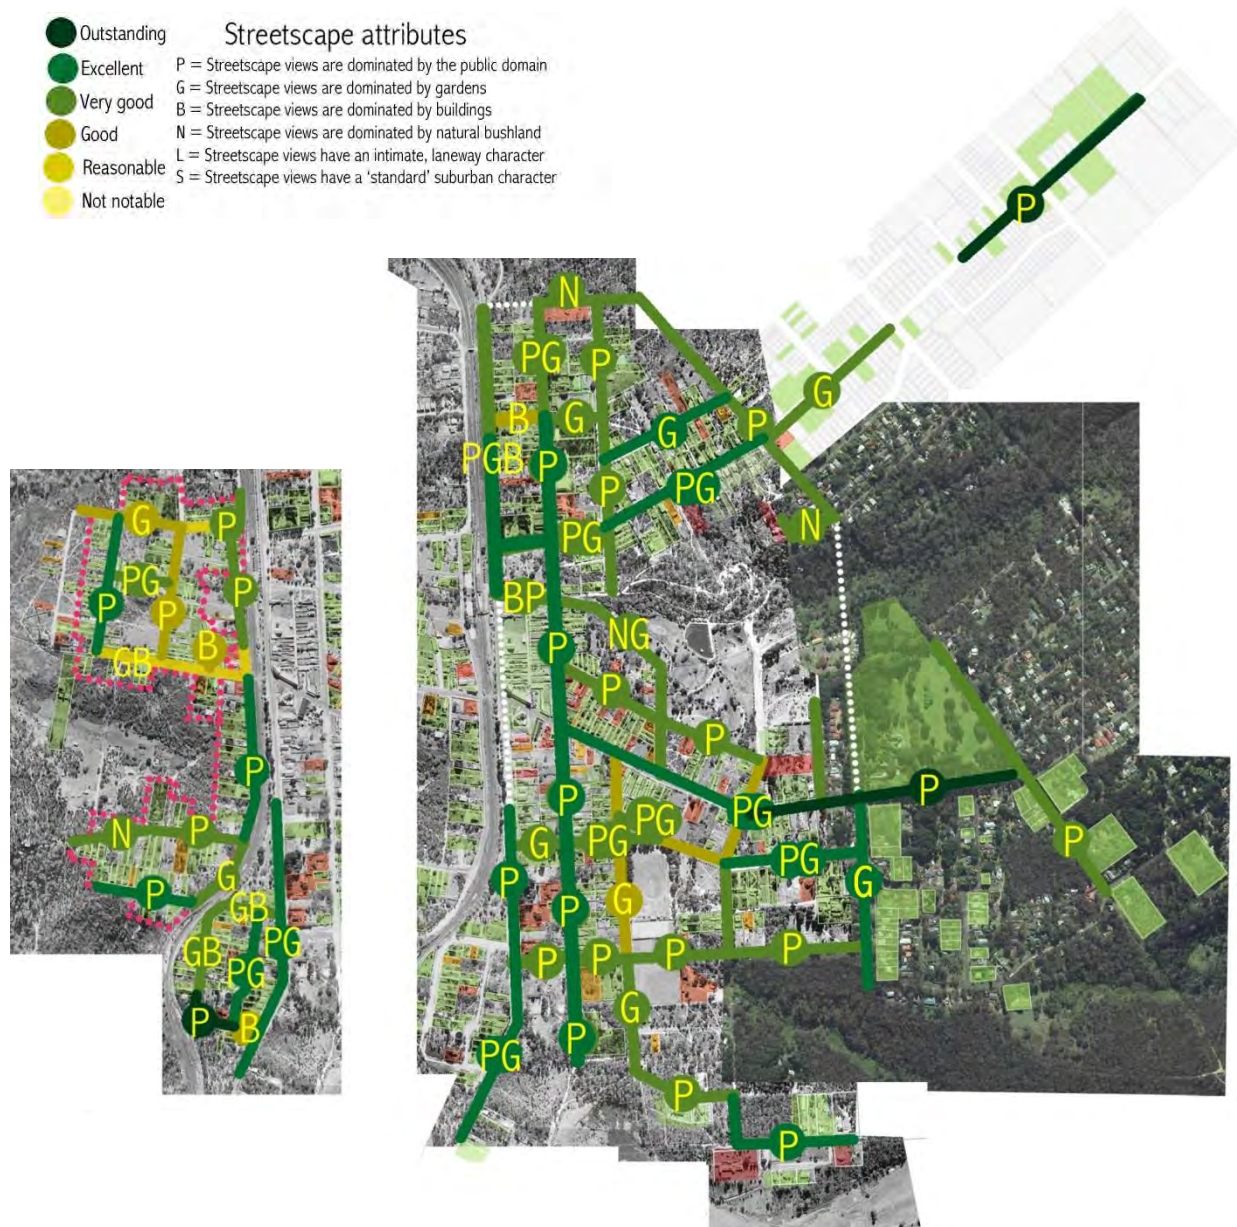 Outstanding
Excellent
Very good
Good
Reasonable
Not notable
Streetscape attributes
P = Streetscape views are dominated by the public domain
G = Streetscape views are dominated by gardens
B = Streetscape views are dominated by buildings
N = Streetscape views are dominated by natural bushland
L = Streetscape views have an intimate, laneway character
S = Streetscape views have a ‘standard’ suburban character
P
G
N
PG
P
B
G
G
P
PGB
P
PG
P
PG
N
BP
NG
P
P
P
P
P
PG
PG
PG
G
PG
G
P
G
P
P
P
P
P
P
G
P
PG
P
P
G
P
PG
P
P
P
B
GB
P
N
P
G
P
GB
GB
PG
PG
P
B